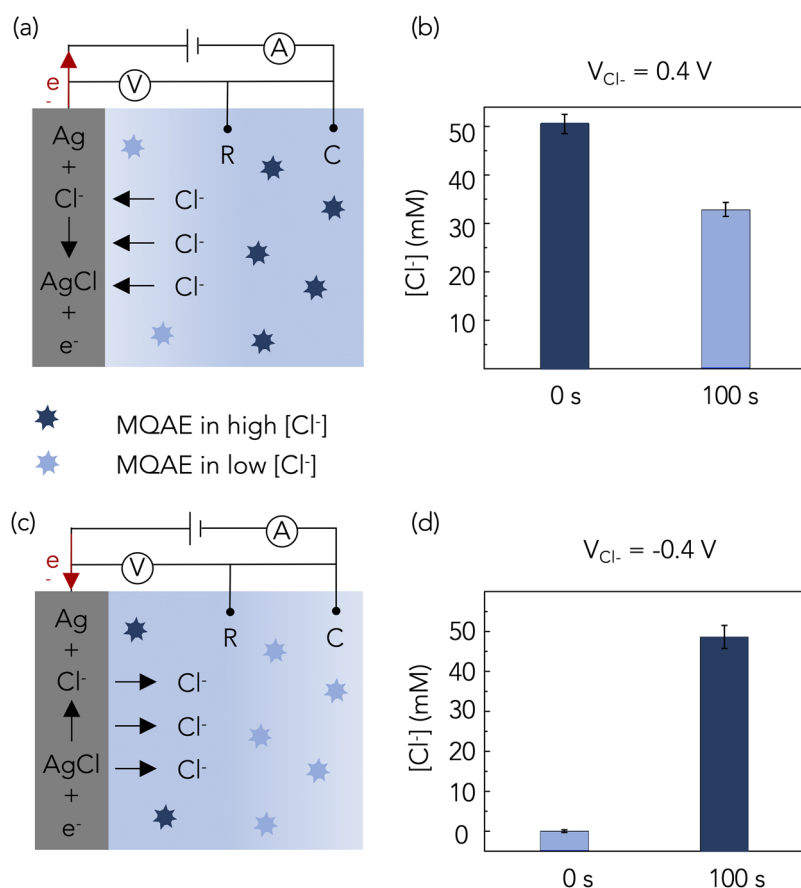 (a)
A
V
e
-
R
C
Ag
+
Cl-
AgCl
+
e-
Cl-
Cl-
Cl-
(b)
VCl- = 0.4 V
[Cl-] (mM)
50
40
30
20
10
0 s
100 s
MQAE in high [Cl-]
MQAE in low [Cl-]
(c)
A
V
e
-
R
C
Ag
+
Cl-
AgCl
+
e-
Cl-
Cl-
Cl-
(d)
VCl- = -0.4 V
[Cl-] (mM)
50
40
30
20
10
0
0 s
100 s